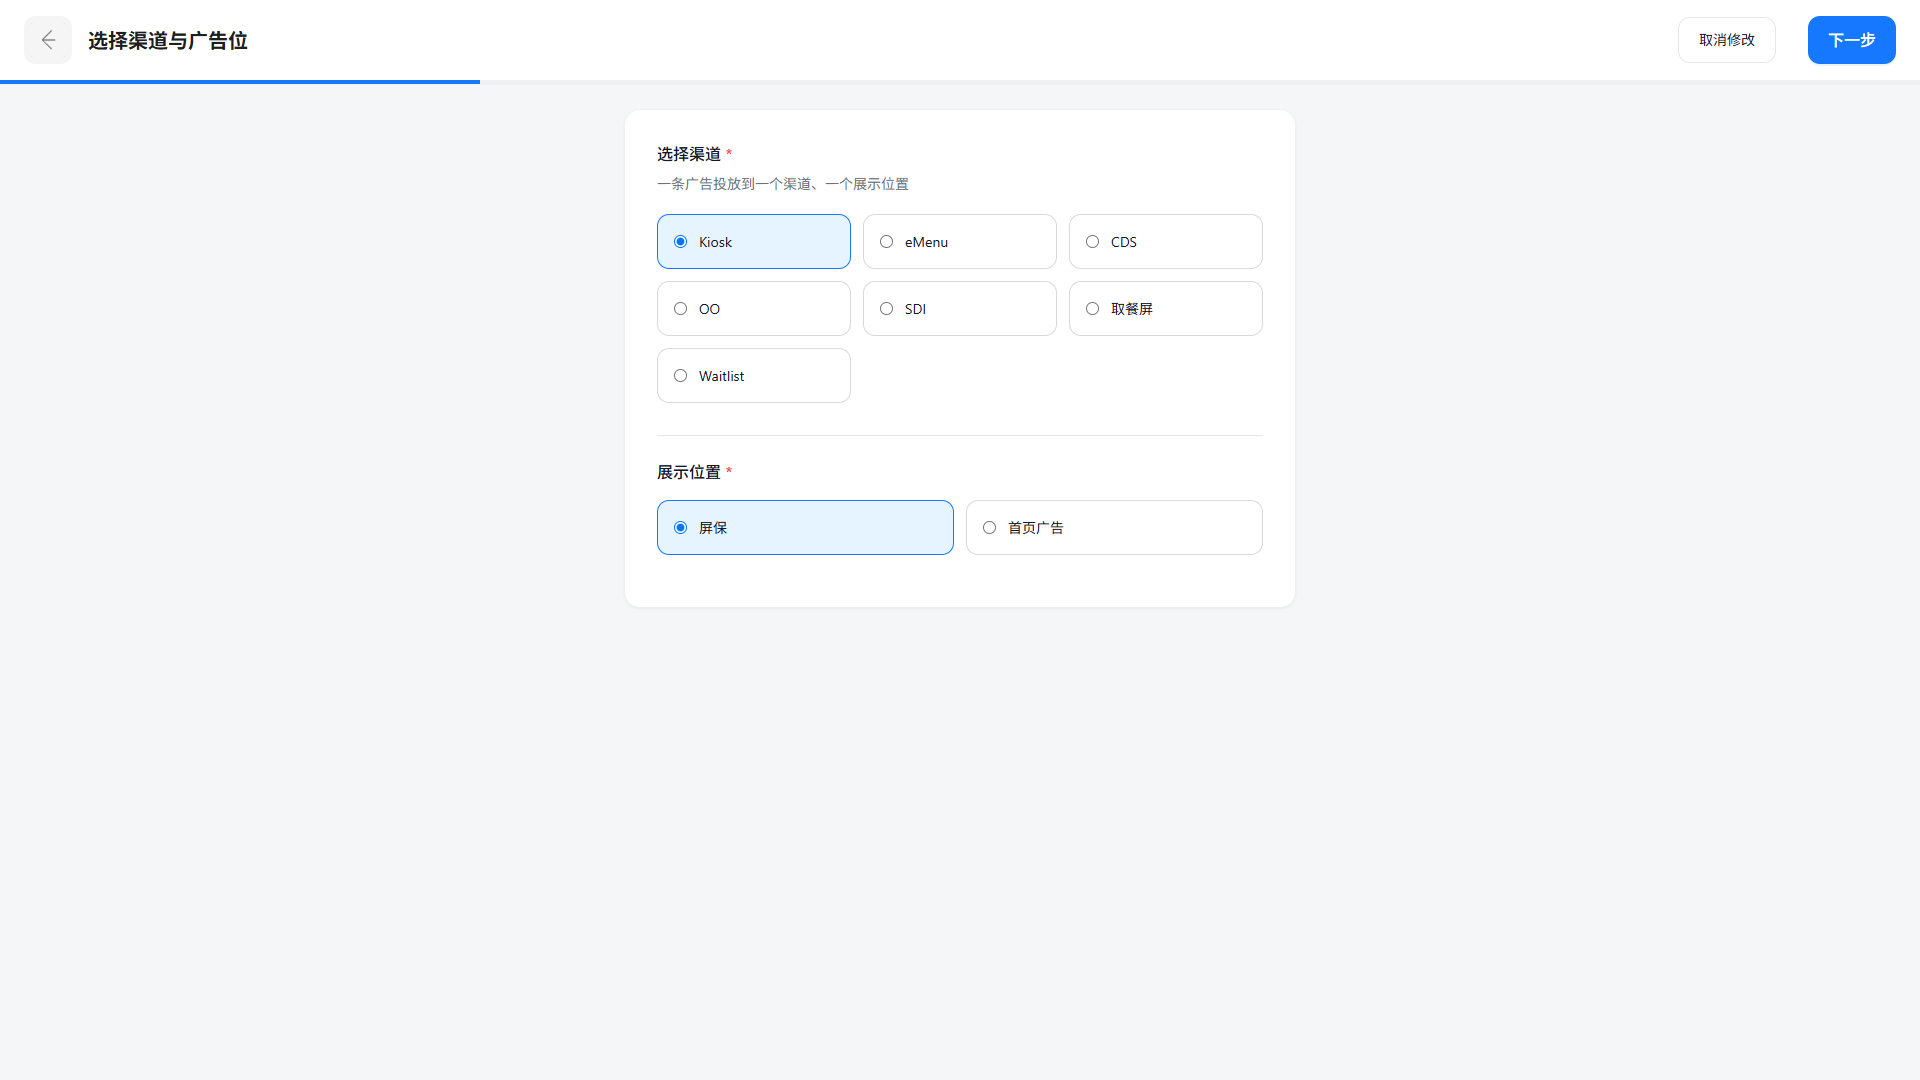 选择渠道与广告位
取消修改
下一步
选择渠道 *
一条广告投放到一个渠道、一个展示位置
Kiosk
eMenu
CDS
OO
SDI
取餐屏
Waitlist
展示位置 *
屏保
首页广告